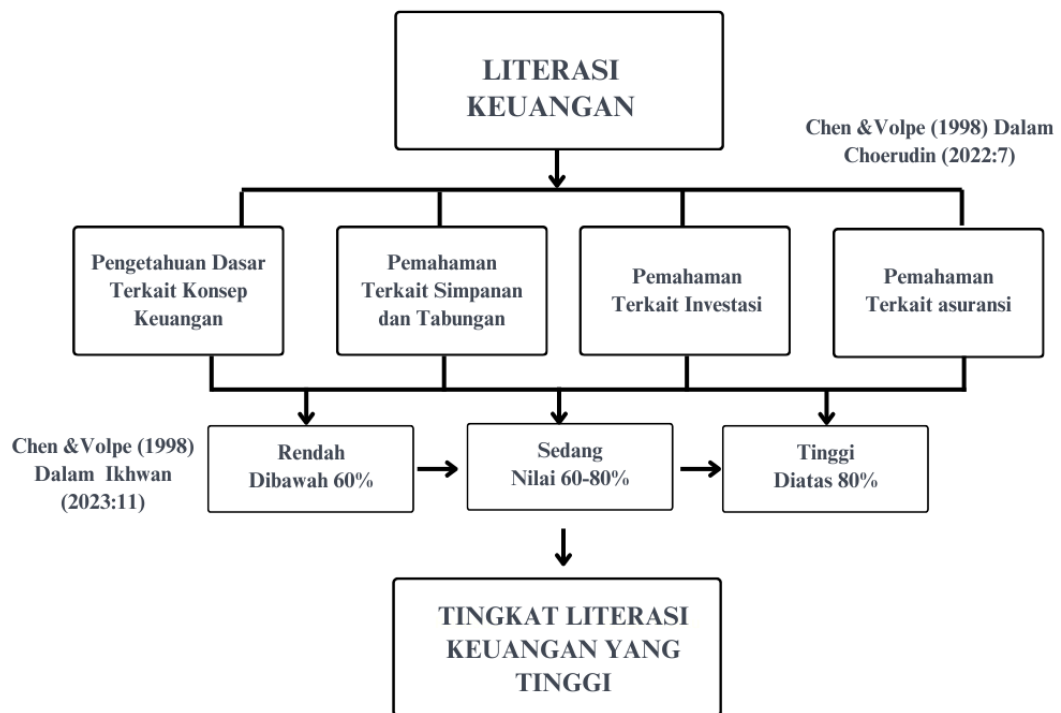 LITERASI
KEUANGAN
Chen &Volpe (1998) Dalam
Choerudin (2022:7)
Pengetahuan Dasar
Terkait Konsep
Keuangan
Pemahaman
Terkait Simpanan
dan Tabungan
Pemahaman
Terkait Investasi
Pemahaman
Terkait asuransi
Chen &Volpe (1998)
Dalam Ikhwan
(2023:11)
Rendah
Dibawah 60%
Sedang
Nilai 60-80%
Tinggi
Diatas 80%
TINGKAT LITERASI
KEUANGAN YANG
TINGGI